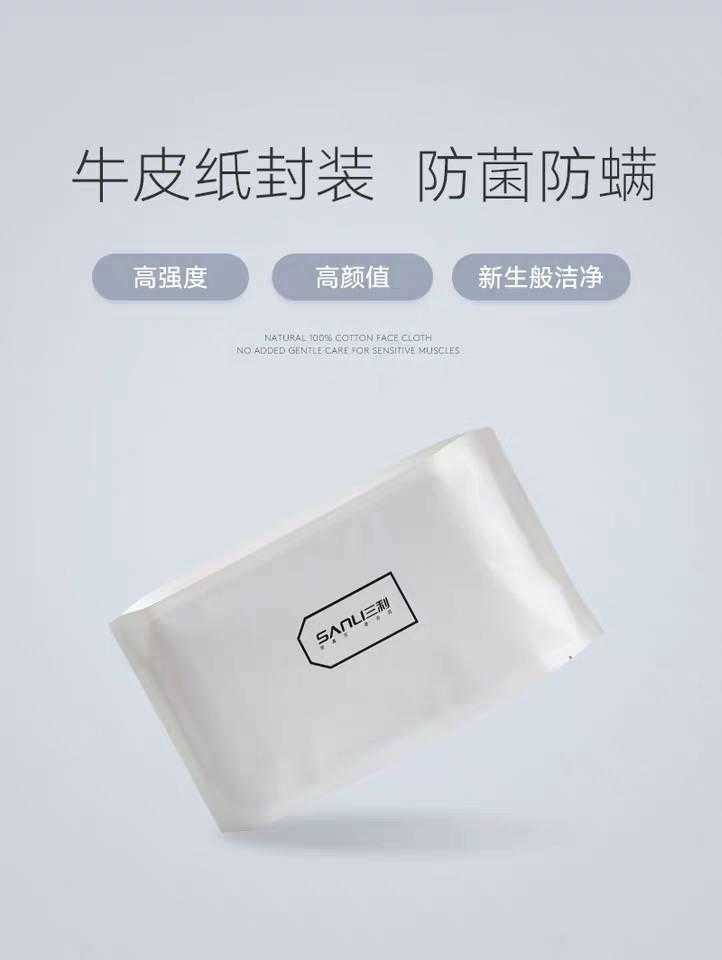 牛皮纸封装 防菌防螨
高强度 高颜值 新生般洁净
NATURAL 100% COTTON FACE CLOTH
NO ADDED GENTLE CARE FOR SENSITIVE MUSCLES
SANLI三利